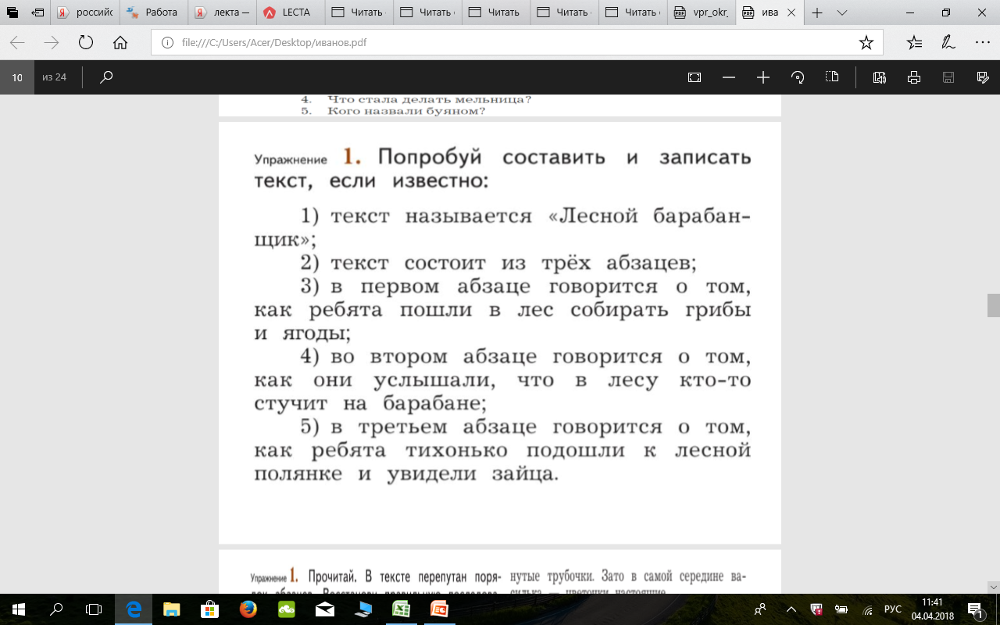 российс
Работа
лекта —
LECTA
Читать
Читать
Читать
Читать
Читать
vpr_okr_
ива
file:///C:/Users/Acer/Desktop/иванов.pdf
10 из 24
4. Что стала делать мельница?
5. Кого назвали буяном?
Упражнение 1. Попробуй составить и записать
текст, если известно:
1) текст называется «Лесной барабан-
щик»;
2) текст состоит из трёх абзацев;
3) в первом абзаце говорится о том,
как ребята пошли в лес собирать грибы
и ягоды;
4) во втором абзаце говорится о том,
как они услышали, что в лесу кто-то
стучит на барабане;
5) в третьем абзаце говорится о том,
как ребята тихонько подошли к лесной
полянке и увидели зайца.
Упражнение 1. Прочитай. В тексте перепутан поря-
нутые трубочки. Зато в самой середине ва-
РУС
11:41
04.04.2018
1